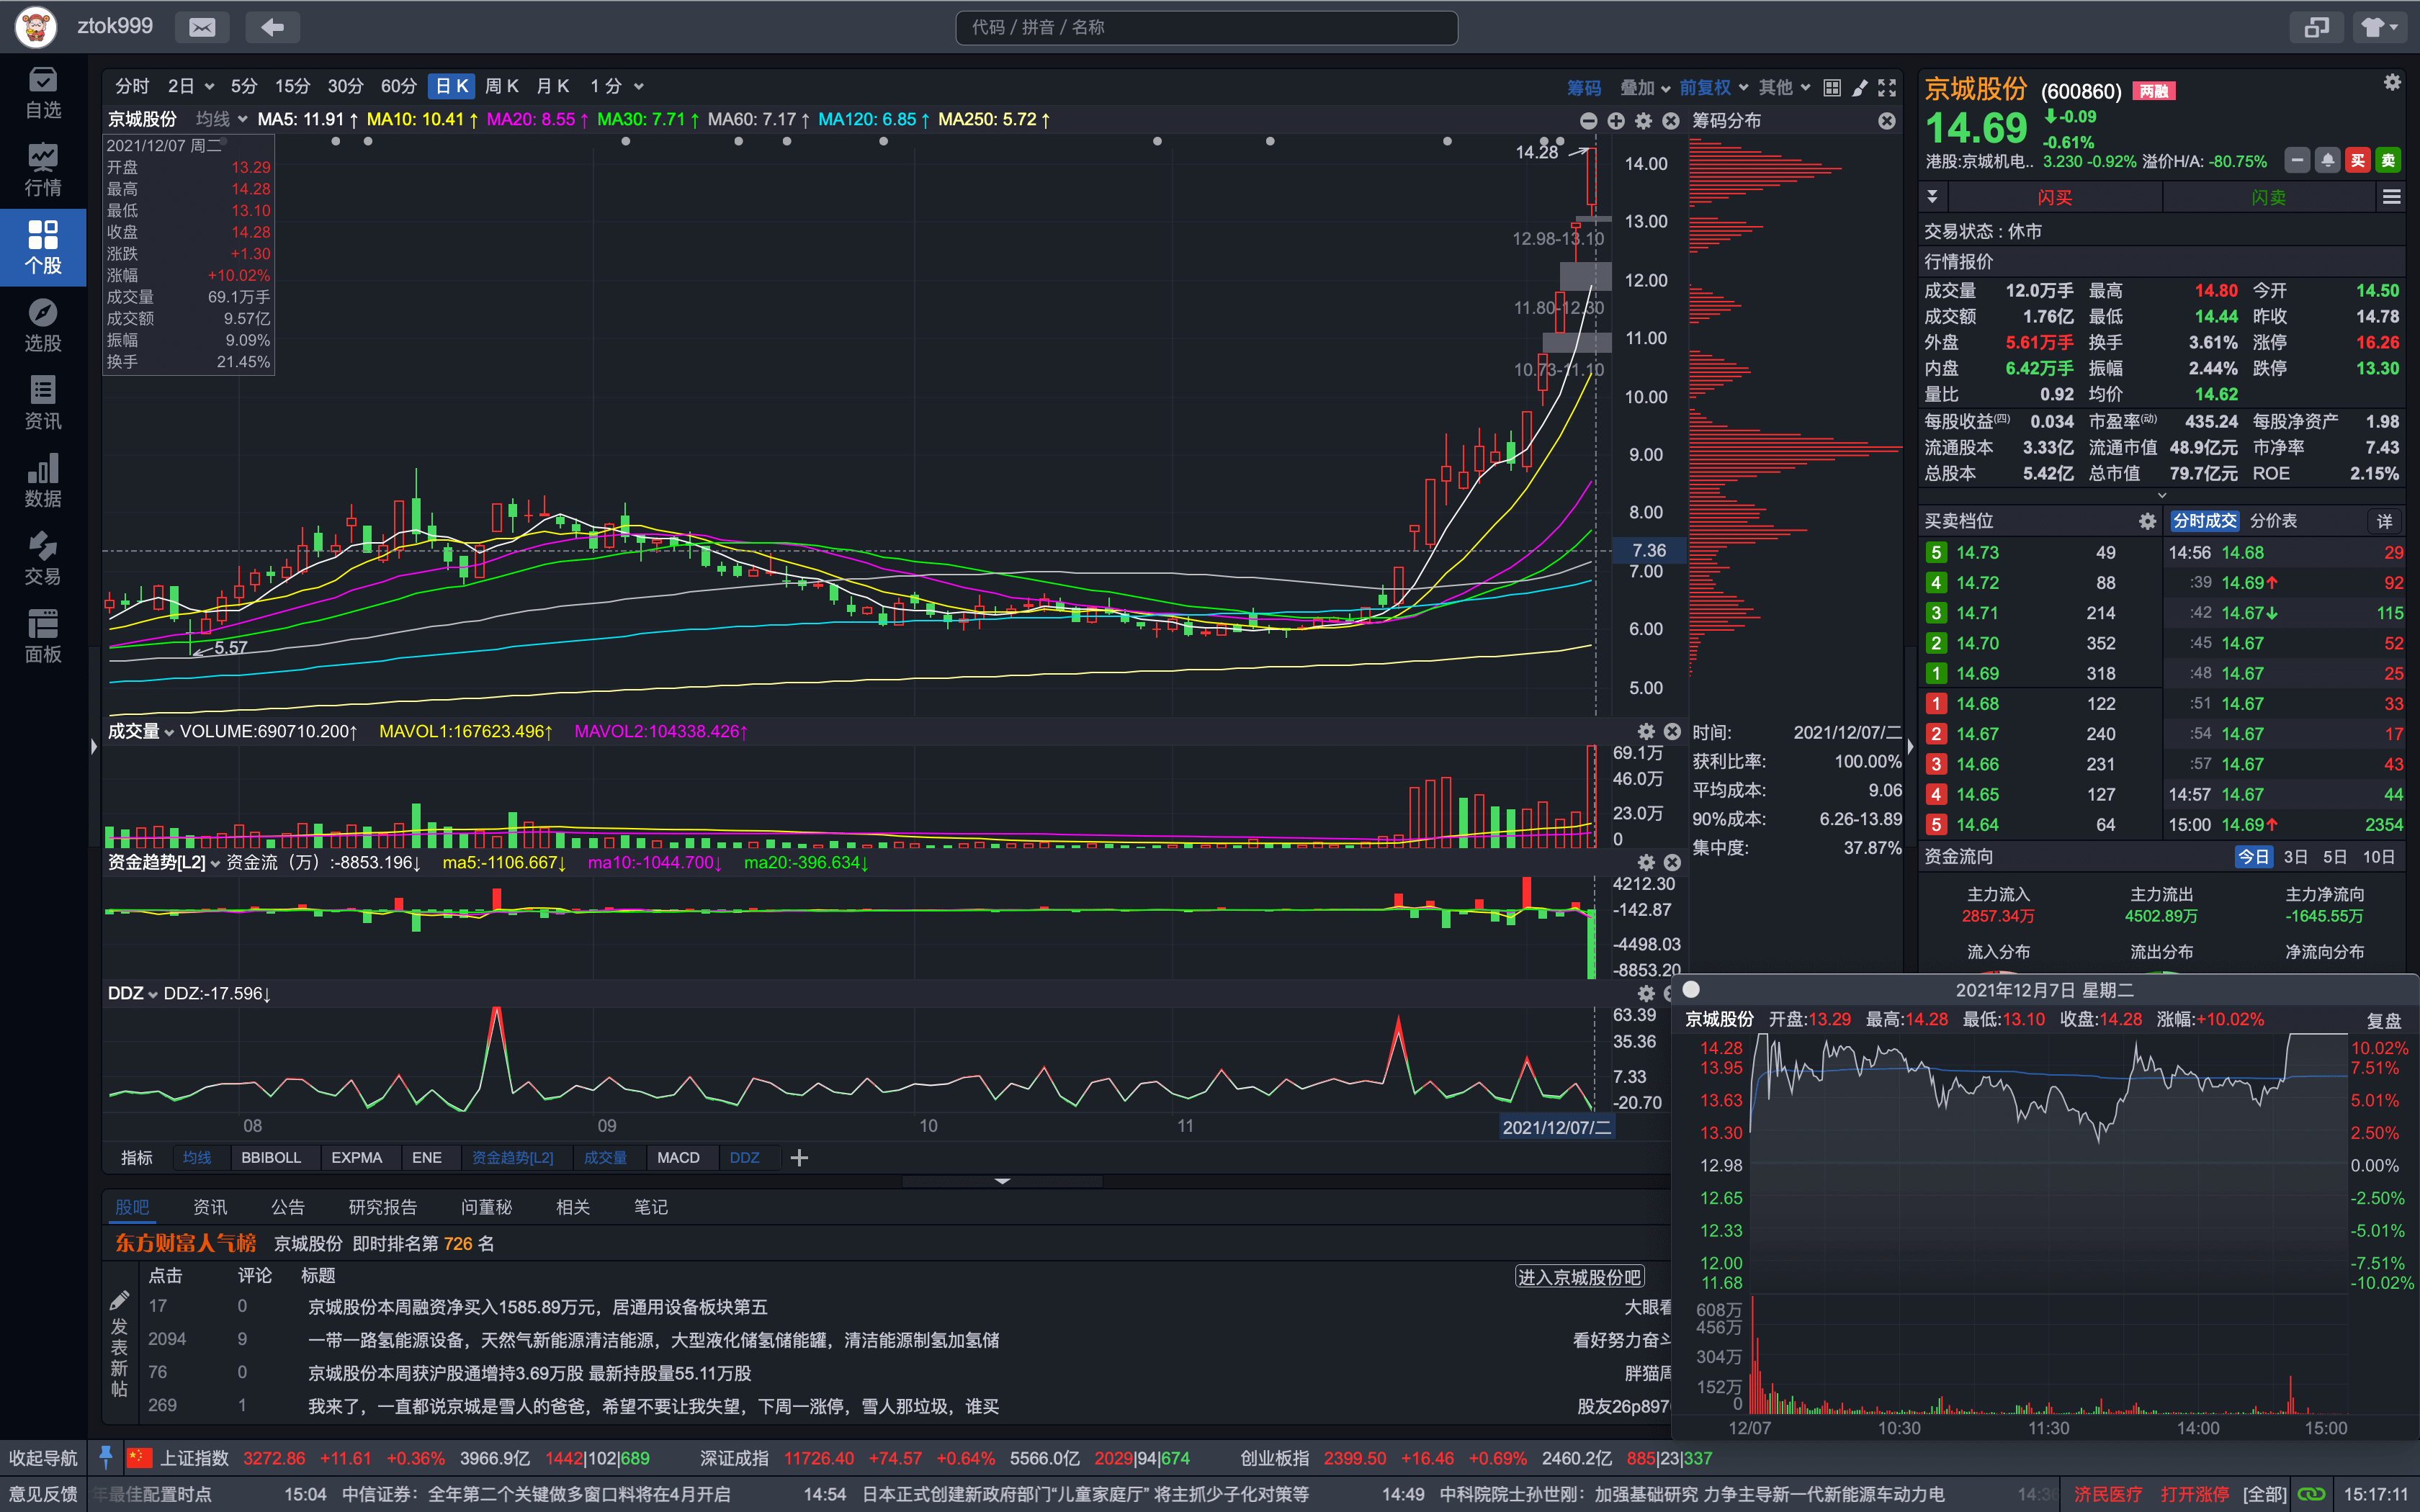 ztok999
代码 / 拼音 / 名称
自选
行情
个股
选股
资讯
数据
交易
面板
分时 2日 5分 15分 30分 60分 日K 周K 月K 1分 筹码 叠加 前复权 其他
京城股份 均线 MA5: 11.91↑ MA10: 10.41↑ MA20: 8.55↑ MA30: 7.71↑ MA60: 7.17↑ MA120: 6.85↑ MA250: 5.72↑
2021/12/07 周二
开盘 13.29
最高 14.28
最低 13.10
收盘 14.28
涨跌 +1.30
涨幅 +10.02%
成交量 69.1万手
成交额 9.57亿
振幅 9.09%
换手 21.45%
14.28
12.98-13.10
11.80-12.30
10.73-11.10
5.57
14.00
13.00
12.00
11.00
10.00
9.00
8.00
7.36
7.00
6.00
5.00
筹码分布
时间: 2021/12/07/二
获利比率: 100.00%
平均成本: 9.06
90%成本: 6.26-13.89
集中度: 37.87%
成交量 VOLUME:690710.200↑ MAVOL1:167623.496↑ MAVOL2:104338.426↑
69.1万
46.0万
23.0万
0
资金趋势[L2] 资金流（万）:-8853.196↓ ma5:-1106.667↓ ma10:-1044.700↓ ma20:-396.634↓
4212.30
-142.87
-4498.03
-8853.20
DDZ DDZ:-17.596↓
63.39
35.36
7.33
-20.70
08 09 10 11 2021/12/07/二
指标 均线 BBIBOLL EXPMA ENE 资金趋势[L2] 成交量 MACD DDZ
股吧 资讯 公告 研究报告 问董秘 相关 笔记
东方财富人气榜 京城股份 即时排名第 726 名
点击 评论 标题 进入京城股份吧
发表新帖
17 0 京城股份本周融资净买入1585.89万元，居通用设备板块第五 大眼看
2094 9 一带一路氢能源设备，天然气新能源清洁能源，大型液化储氢储能罐，清洁能源制氢加氢储 看好努力奋斗
76 0 京城股份本周获沪股通增持3.69万股 最新持股量55.11万股 胖猫周
269 1 我来了，一直都说京城是雪人的爸爸，希望不要让我失望，下周一涨停，雪人那垃圾，谁买 股友26p897
京城股份 (600860) 两融
14.69 -0.09
-0.61%
港股:京城机电.. 3.230 -0.92% 溢价H/A: -80.75% 买 卖
闪买 闪卖
交易状态 : 休市
行情报价
成交量 12.0万手 最高 14.80 今开 14.50
成交额 1.76亿 最低 14.44 昨收 14.78
外盘 5.61万手 换手 3.61% 涨停 16.26
内盘 6.42万手 振幅 2.44% 跌停 13.30
量比 0.92 均价 14.62
每股收益(四) 0.034 市盈率(动) 435.24 每股净资产 1.98
流通股本 3.33亿 流通市值 48.9亿元 市净率 7.43
总股本 5.42亿 总市值 79.7亿元 ROE 2.15%
买卖档位 分时成交 分价表 详
5 14.73 49 14:56 14.68 29
4 14.72 88 :39 14.69↑ 92
3 14.71 214 :42 14.67↓ 115
2 14.70 352 :45 14.67 52
1 14.69 318 :48 14.67 25
1 14.68 122 :51 14.67 33
2 14.67 240 :54 14.67 17
3 14.66 231 :57 14.67 43
4 14.65 127 14:57 14.67 44
5 14.64 64 15:00 14.69↑ 2354
资金流向 今日 3日 5日 10日
主力流入 主力流出 主力净流向
2857.34万 4502.89万 -1645.55万
流入分布 流出分布 净流向分布
2021年12月7日 星期二
京城股份 开盘:13.29 最高:14.28 最低:13.10 收盘:14.28 涨幅:+10.02% 复盘
14.28 10.02%
13.95 7.51%
13.63 5.01%
13.30 2.50%
12.98 0.00%
12.65 -2.50%
12.33 -5.01%
12.00 -7.51%
11.68 -10.02%
608万
456万
304万
152万
0
12/07 10:30 11:30 14:00 15:00
收起导航 上证指数 3272.86 +11.61 +0.36% 3966.9亿 1442|102|689 深证成指 11726.40 +74.57 +0.64% 5566.0亿 2029|94|674 创业板指 2399.50 +16.46 +0.69% 2460.2亿 885|23|337
意见反馈 年最佳配置时点 15:04 中信证券：全年第二个关键做多窗口料将在4月开启 14:54 日本正式创建新政府部门“儿童家庭厅” 将主抓少子化对策等 14:49 中科院院士孙世刚：加强基础研究 力争主导新一代新能源车动力电 济民医疗 打开涨停 [全部] 15:17:11